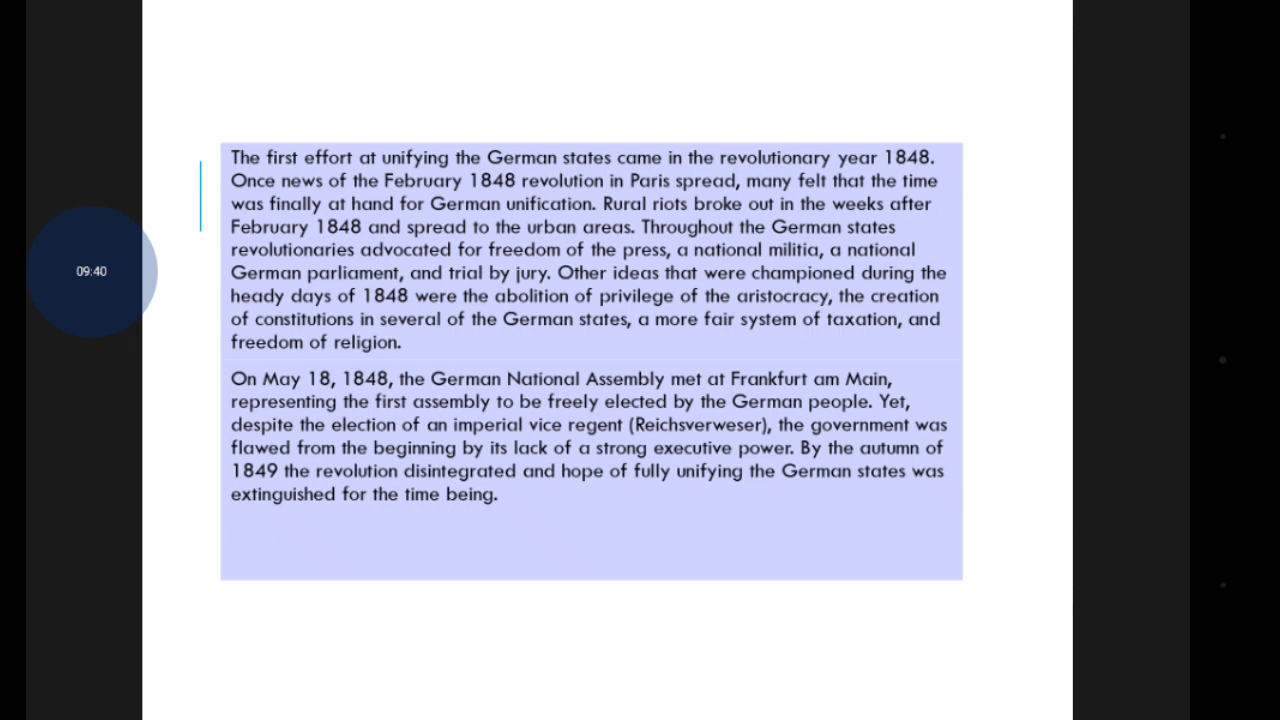 The first effort at unifying the German states came in the revolutionary year 1848.
Once news of the February 1848 revolution in Paris spread, many felt that the time
was finally at hand for German unification. Rural riots broke out in the weeks after
February 1848 and spread to the urban areas. Throughout the German states
revolutionaries advocated for freedom of the press, a national militia, a national
German parliament, and trial by jury. Other ideas that were championed during the
heady days of 1848 were the abolition of privilege of the aristocracy, the creation
of constitutions in several of the German states, a more fair system of taxation, and
freedom of religion.
On May 18, 1848, the German National Assembly met at Frankfurt am Main,
representing the first assembly to be freely elected by the German people. Yet,
despite the election of an imperial vice regent (Reichsverweser), the government was
flawed from the beginning by its lack of a strong executive power. By the autumn of
1849 the revolution disintegrated and hope of fully unifying the German states was
extinguished for the time being.
09:40